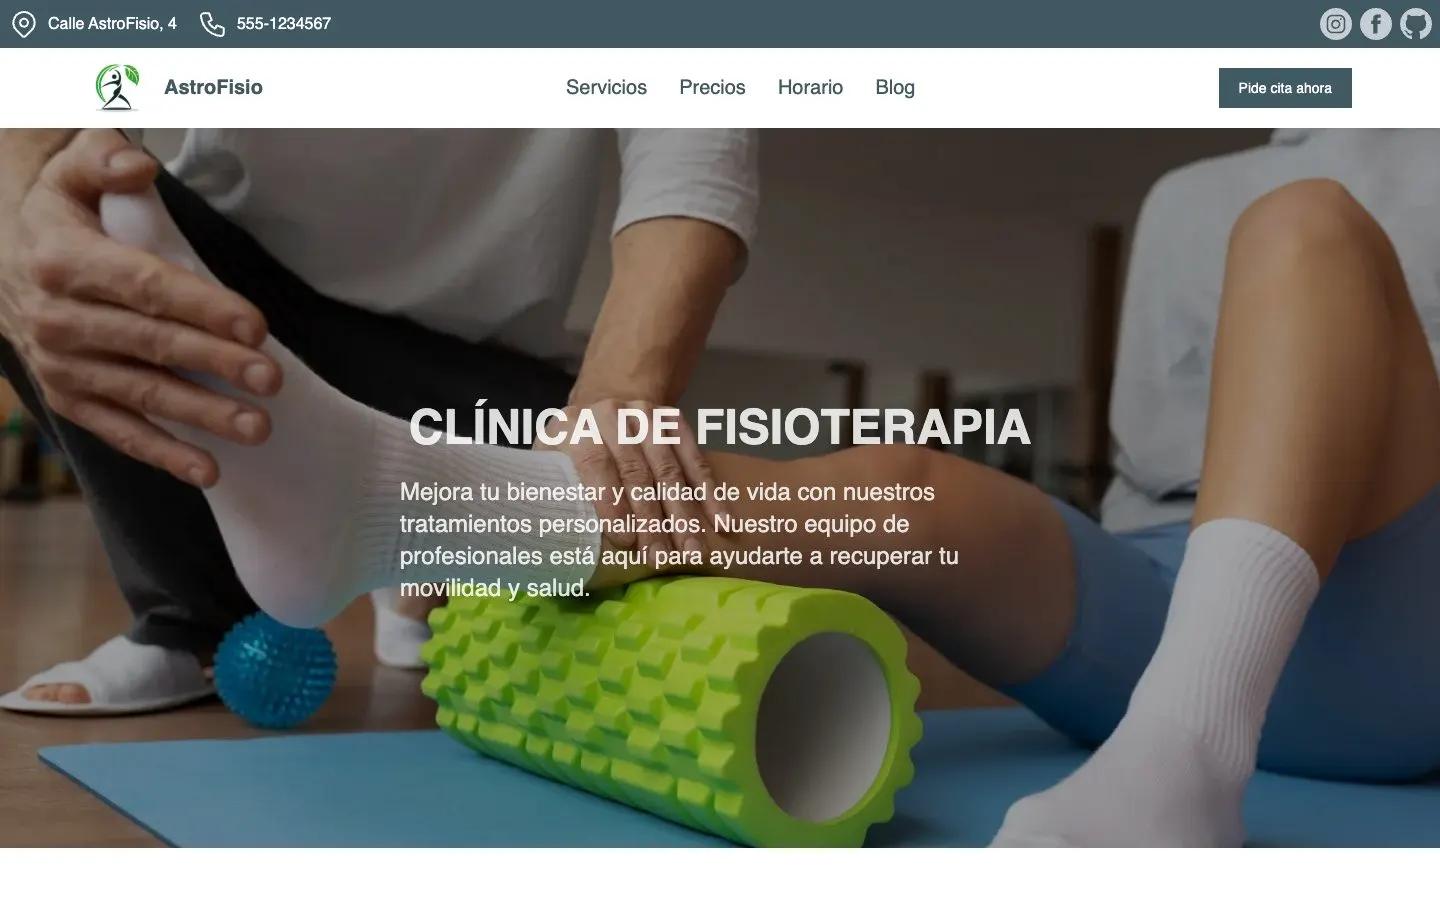 Calle AstroFisio, 4
555-1234567
AstroFisio
Servicios
Precios
Horario
Blog
Pide cita ahora
CLÍNICA DE FISIOTERAPIA
Mejora tu bienestar y calidad de vida con nuestros
tratamientos personalizados. Nuestro equipo de
profesionales está aquí para ayudarte a recuperar tu
movilidad y salud.